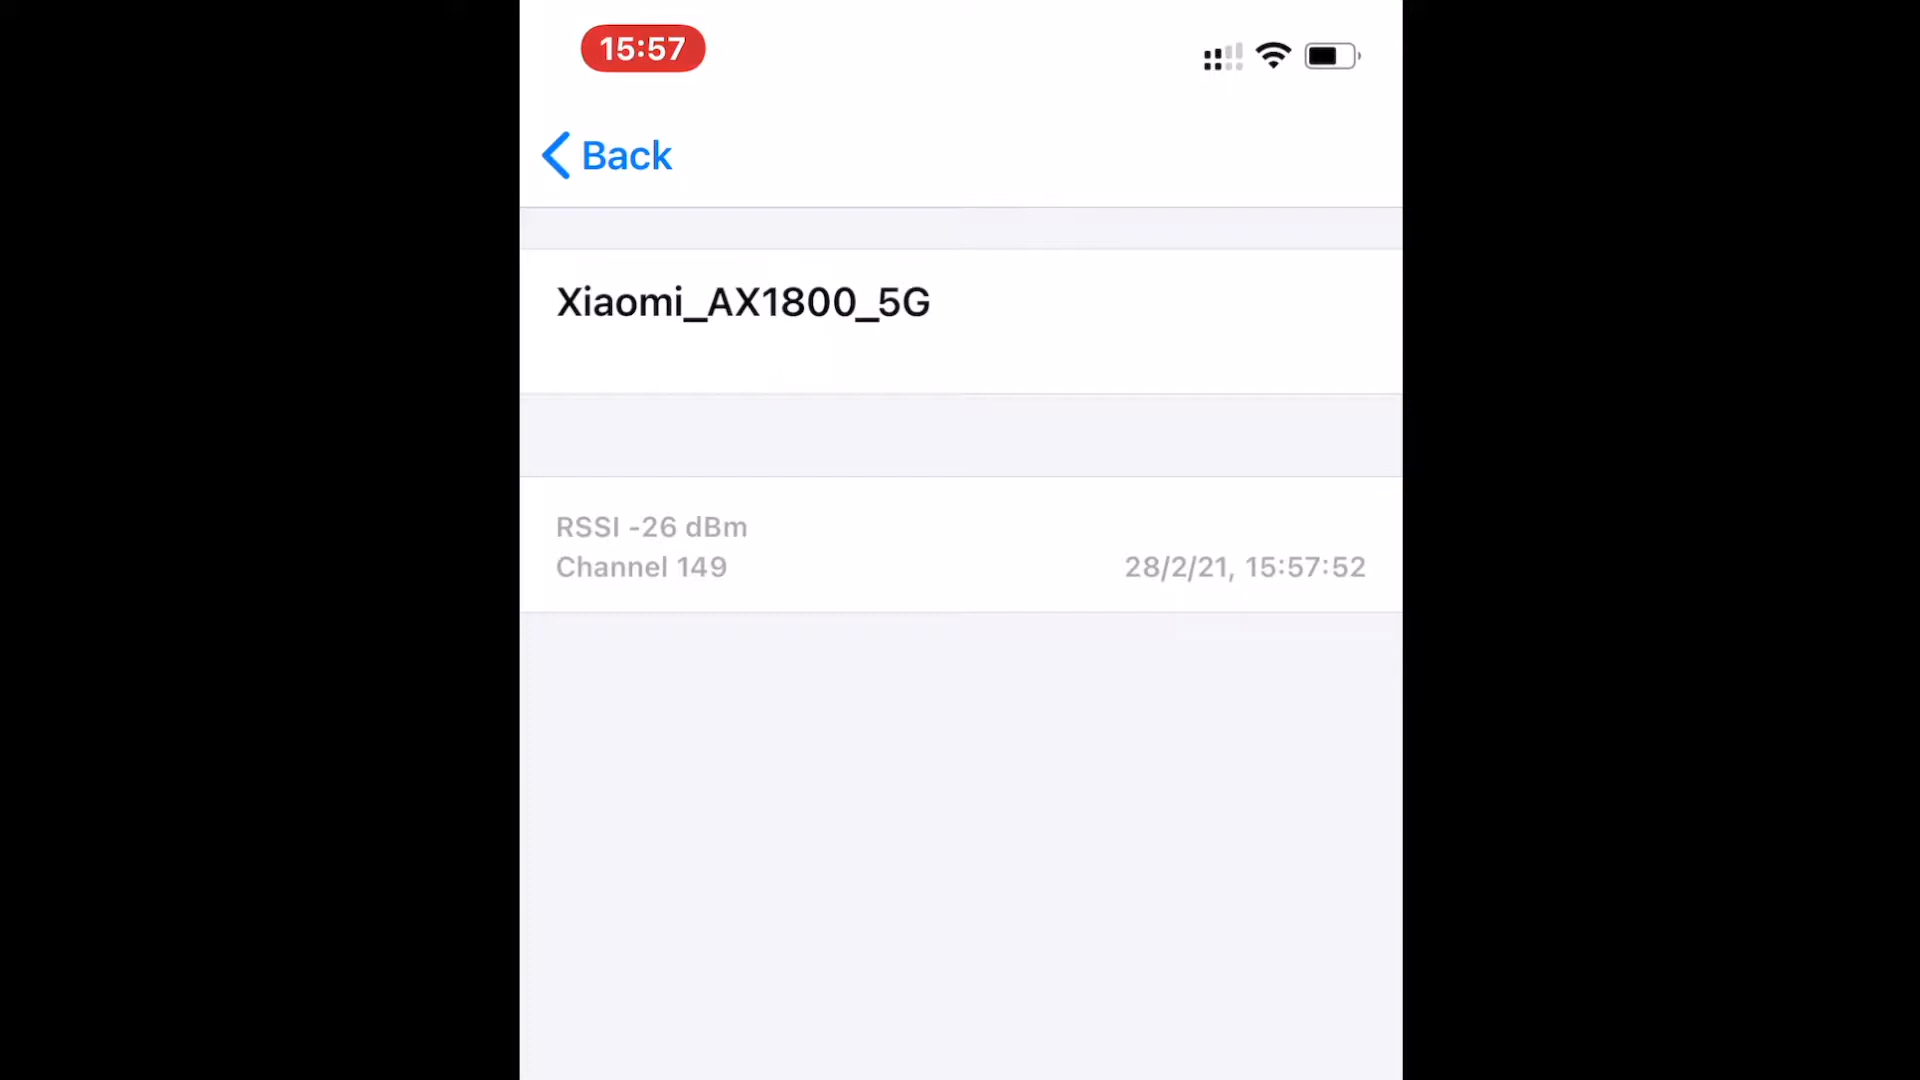 15:57
Back
Xiaomi_AX1800_5G
RSSI -26 dBm
Channel 149
28/2/21, 15:57:52